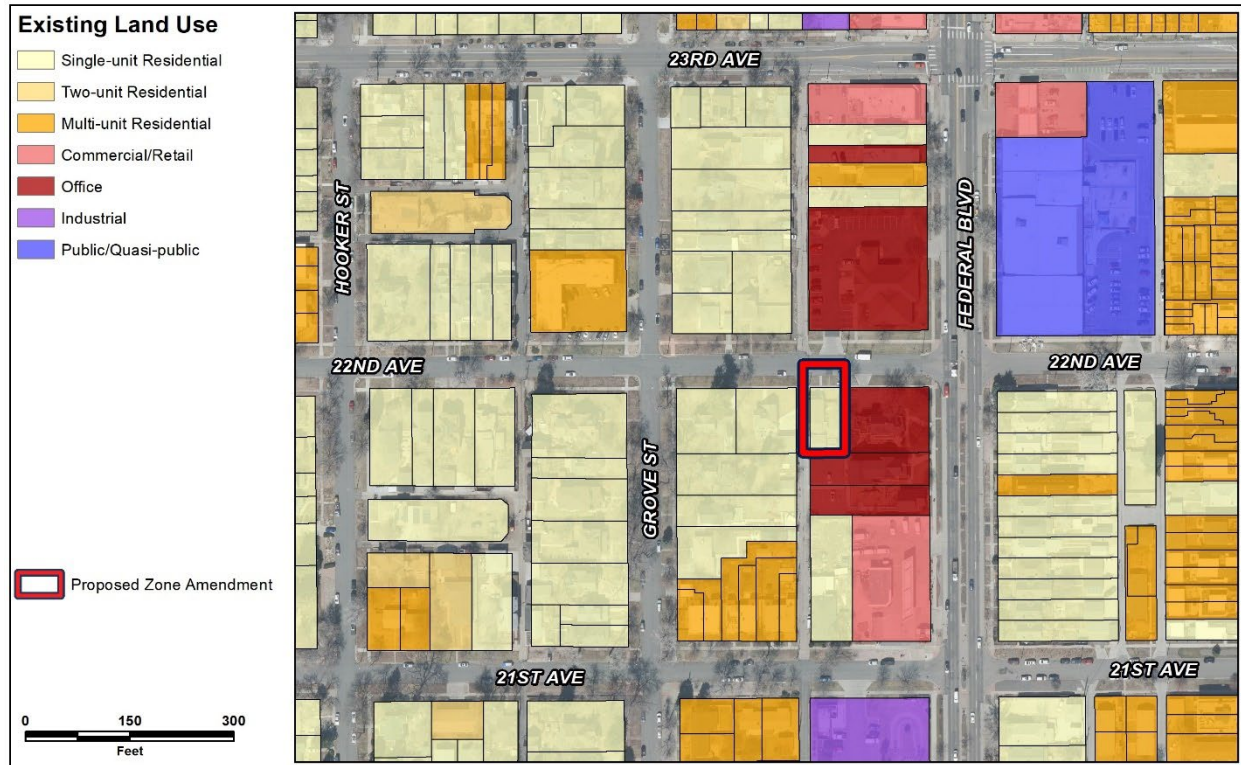 Existing Land Use
Single-unit Residential
Two-unit Residential
Multi-unit Residential
Commercial/Retail
Office
Industrial
Public/Quasi-public
Proposed Zone Amendment
0 150 300
Feet
23RD AVE
HOOKER ST
FEDERAL BLVD
22ND AVE
22ND AVE
GROVE ST
21ST AVE
21ST AVE